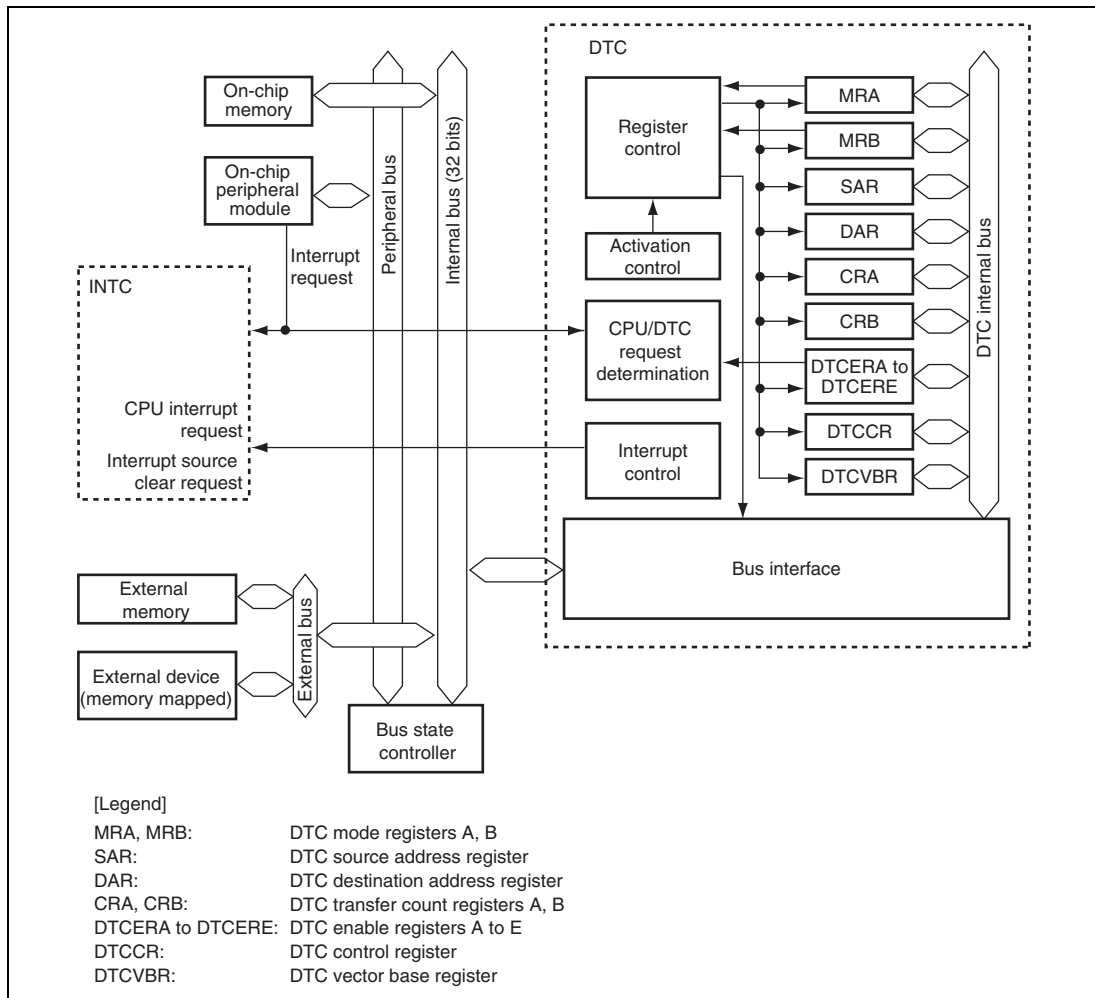 DTC
On-chip
memory
On-chip
peripheral
module
Interrupt
request
Peripheral bus
Internal bus (32 bits)
INTC
CPU interrupt
request
Interrupt source
clear request
External
memory
External device
(memory mapped)
External bus
Bus state
controller
Register
control
Activation
control
CPU/DTC
request
determination
Interrupt
control
MRA
MRB
SAR
DAR
CRA
CRB
DTCERA to
DTCERE
DTCCR
DTCVBR
DTC internal bus
Bus interface
[Legend]
MRA, MRB: DTC mode registers A, B
SAR: DTC source address register
DAR: DTC destination address register
CRA, CRB: DTC transfer count registers A, B
DTCERA to DTCERE: DTC enable registers A to E
DTCCR: DTC control register
DTCVBR: DTC vector base register